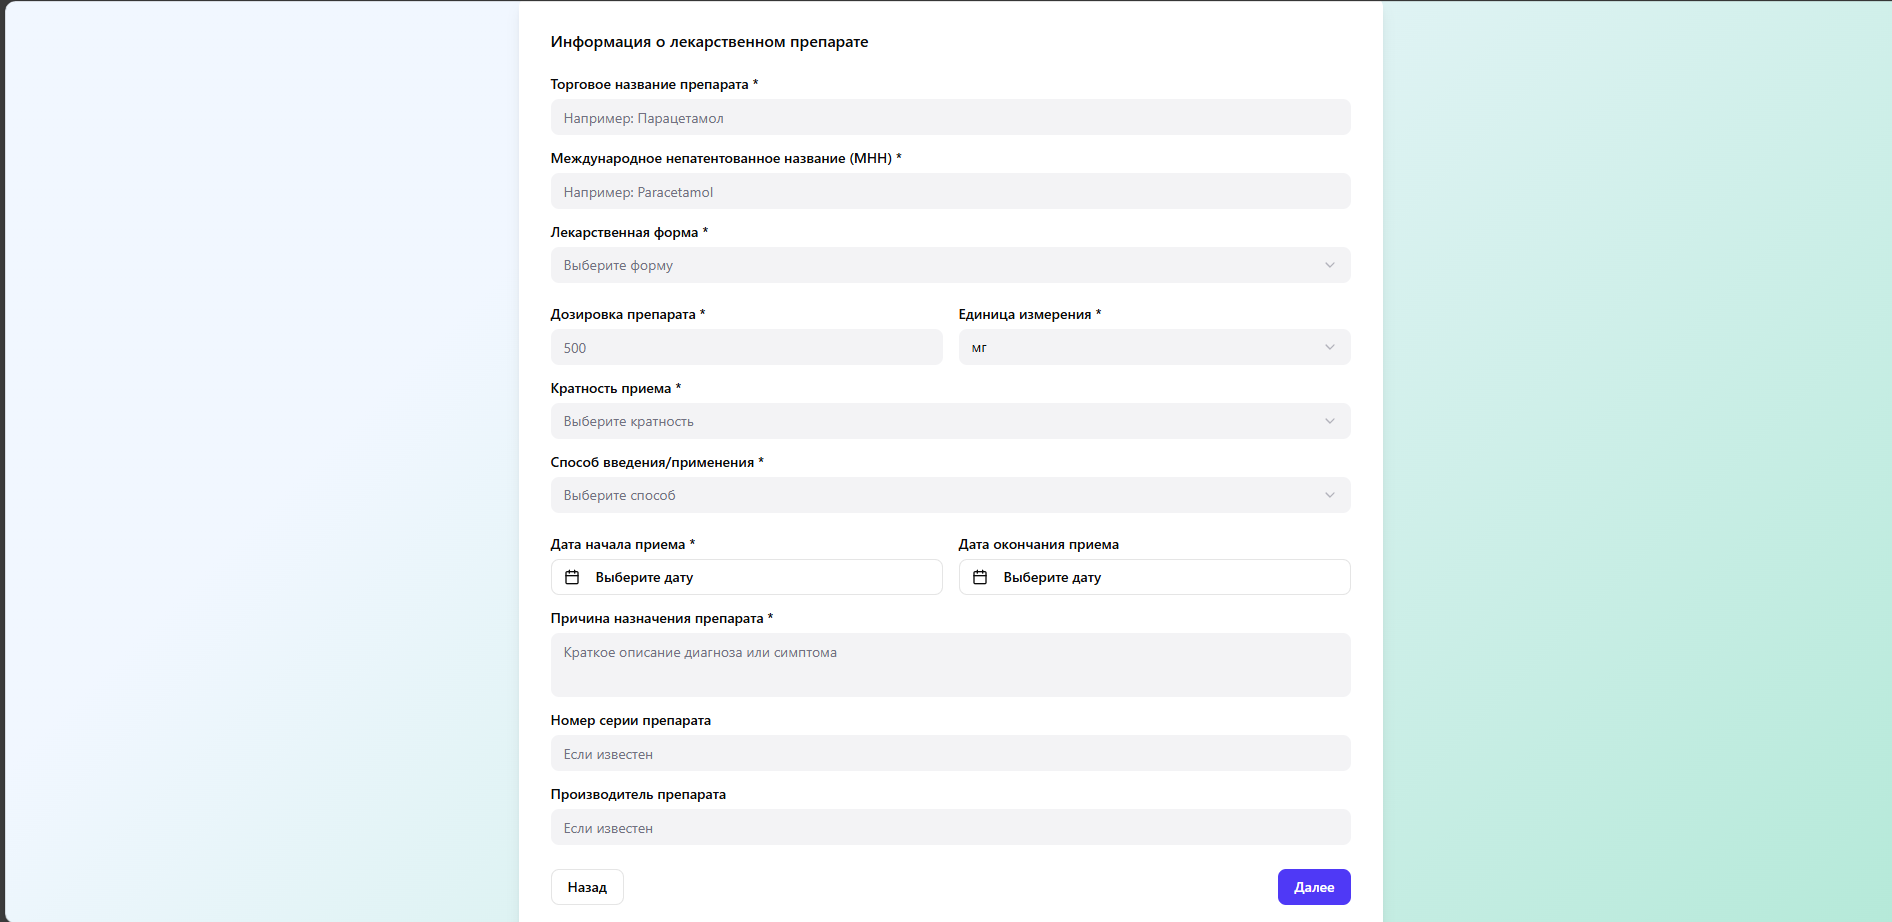 Информация о лекарственном препарате
Торговое название препарата *
Например: Парацетамол
Международное непатентованное название (МНН) *
Например: Paracetamol
Лекарственная форма *
Выберите форму
Дозировка препарата *
500
Единица измерения *
мг
Кратность приема *
Выберите кратность
Способ введения/применения *
Выберите способ
Дата начала приема *
Выберите дату
Дата окончания приема
Выберите дату
Причина назначения препарата *
Краткое описание диагноза или симптома
Номер серии препарата
Если известен
Производитель препарата
Если известен
Назад
Далее